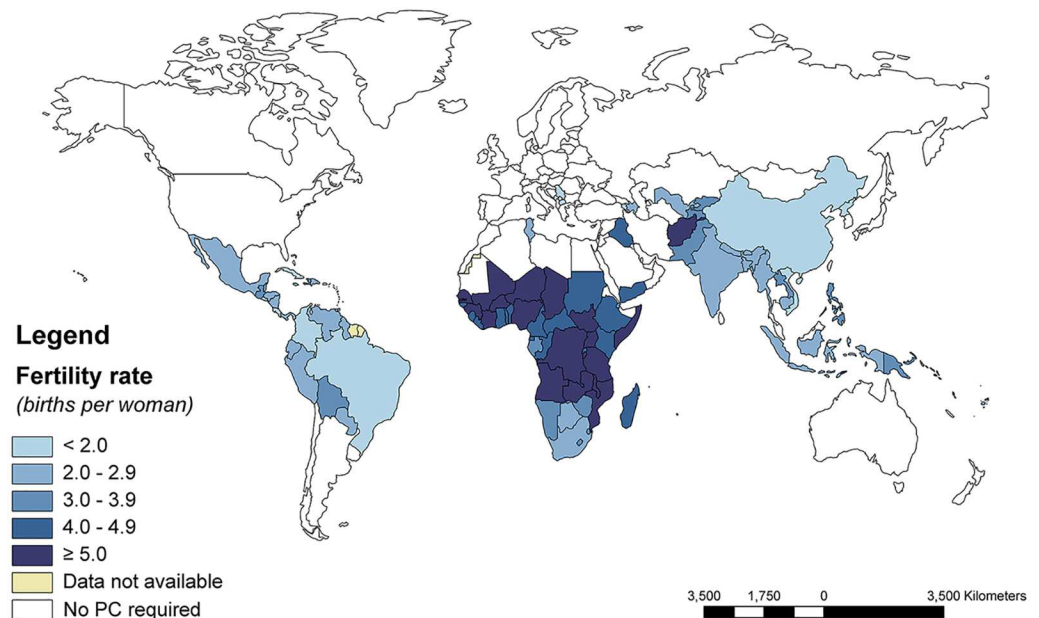 Legend
Fertility rate
(births per woman)
< 2.0
2.0 - 2.9
3.0 - 3.9
4.0 - 4.9
≥ 5.0
Data not available
No PC required
3,500 1,750 0 3,500 Kilometers